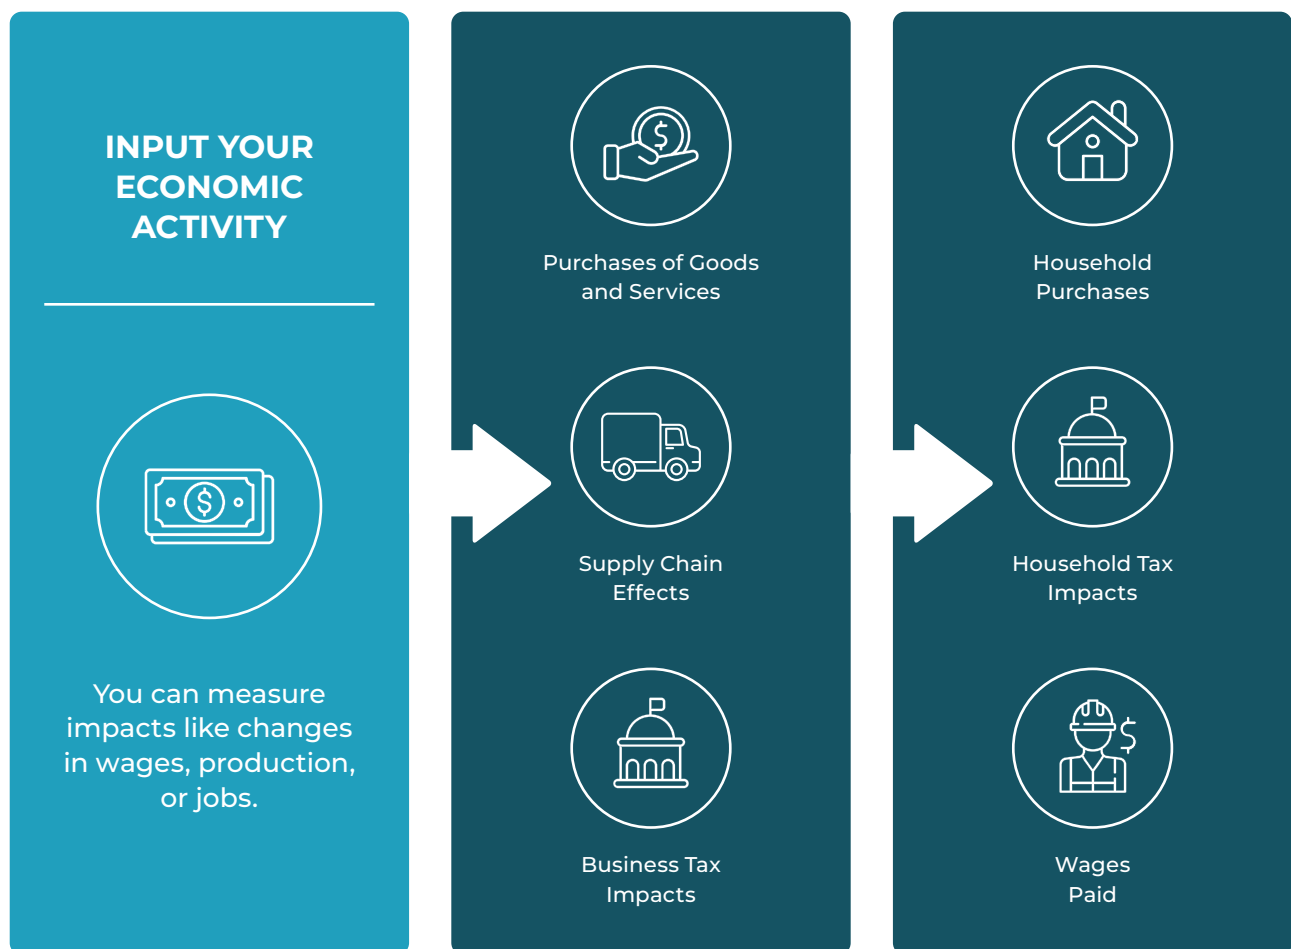 INPUT YOUR
ECONOMIC
ACTIVITY
You can measure
impacts like changes
in wages, production,
or jobs.
Purchases of Goods
and Services
Supply Chain
Effects
Business Tax
Impacts
Household
Purchases
Household Tax
Impacts
Wages
Paid